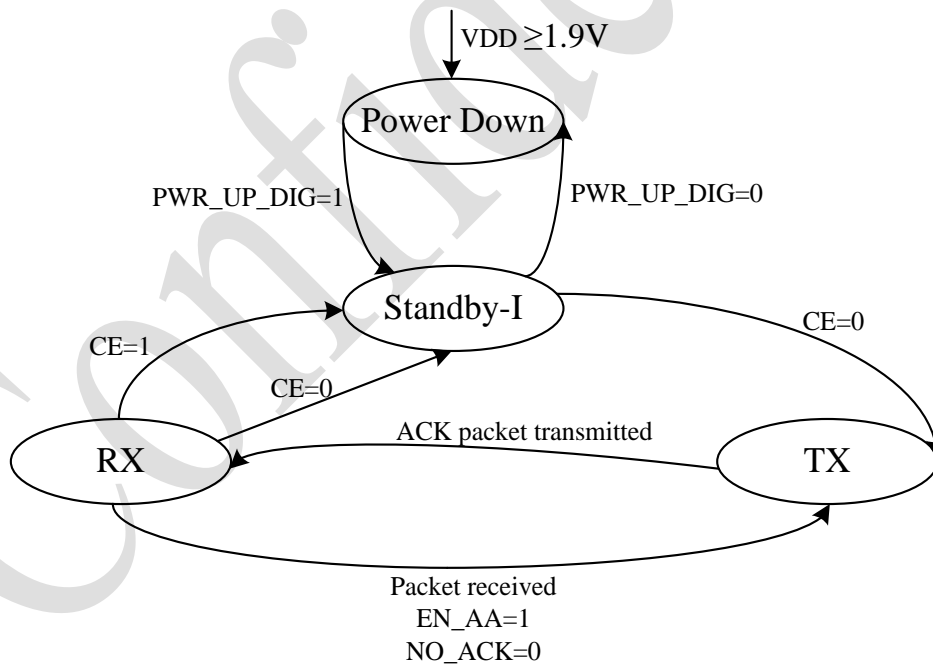 VDD ≥1.9V
Power Down
PWR_UP_DIG=1
PWR_UP_DIG=0
Standby-I
CE=1
CE=0
CE=0
RX
ACK packet transmitted
TX
Packet received
EN_AA=1
NO_ACK=0
Confide